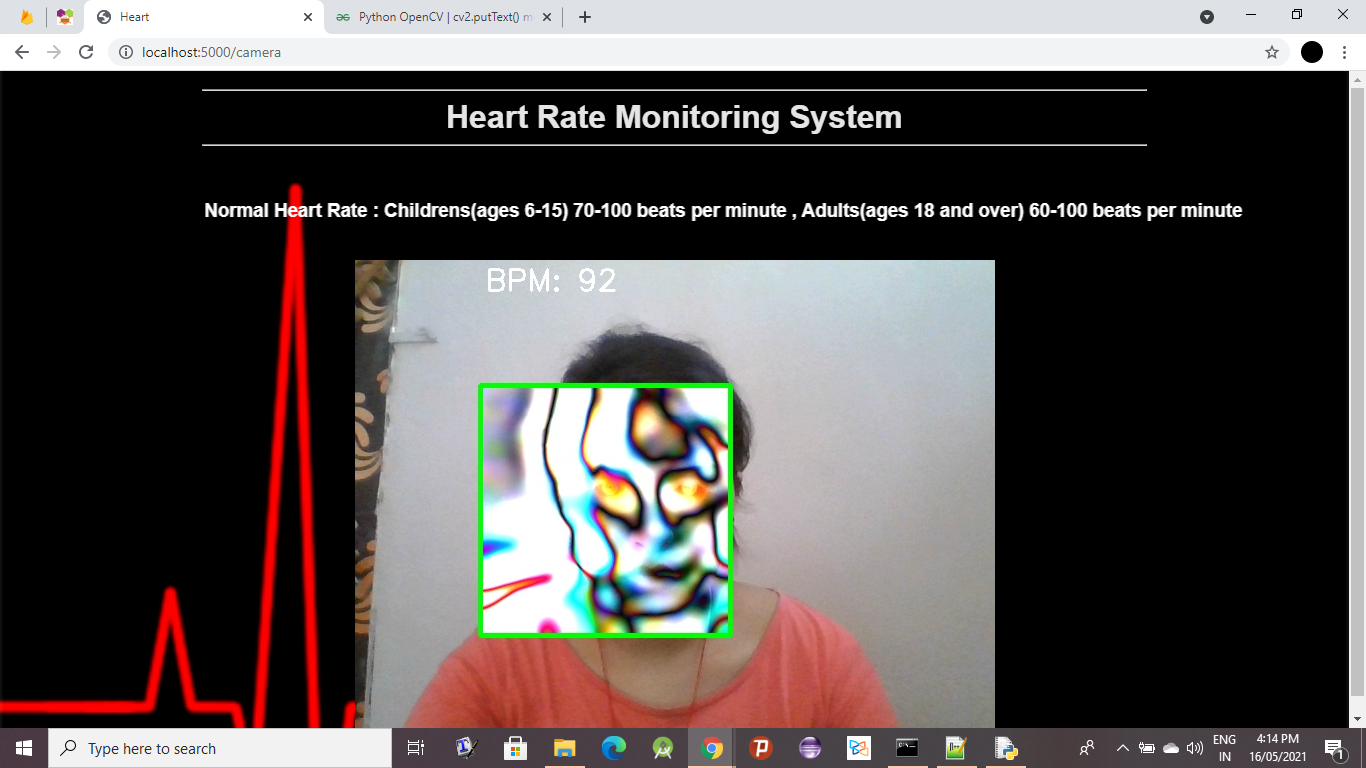 Heart
Python OpenCV | cv2.putText() m
localhost:5000/camera
Heart Rate Monitoring System
Normal Heart Rate : Childrens(ages 6-15) 70-100 beats per minute , Adults(ages 18 and over) 60-100 beats per minute
BPM: 92
Type here to search
ENG
IN
4:14 PM
16/05/2021
1